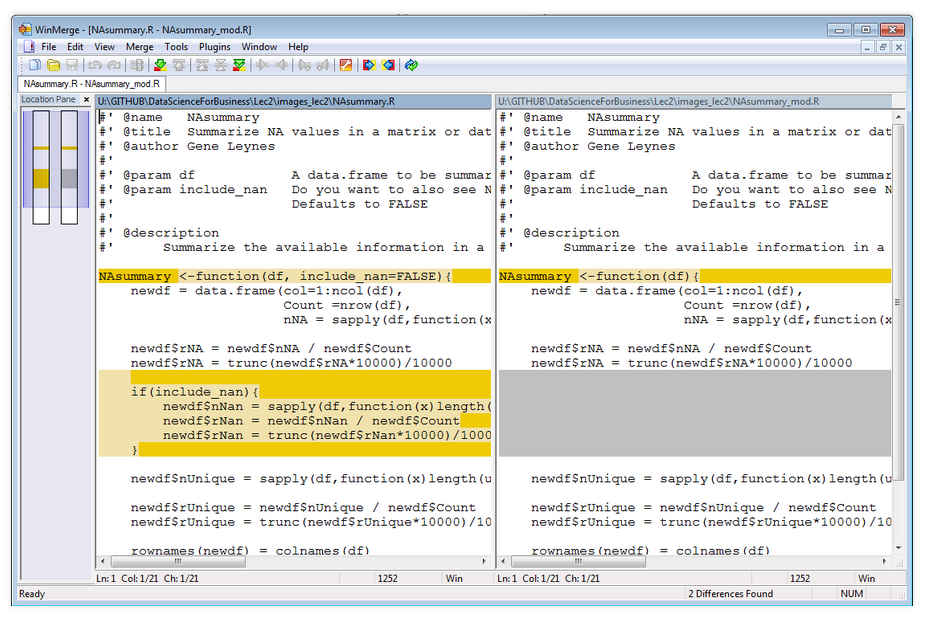 WinMerge - [NAsummary.R - NAsummary_mod.R]
File Edit View Merge Tools Plugins Window Help
NAsummary.R - NAsummary_mod.R
Location Pane x
U:\GITHUB\DataScienceForBusiness\Lec2\images_lec2\NAsummary.R
#' @name   NAsummary
#' @title  Summarize NA values in a matrix or dat
#' @author Gene Leynes
#'
#' @param df            A data.frame to be summar
#' @param include_nan   Do you want to also see N
#'                      Defaults to FALSE
#'
#' @description
#'      Summarize the available information in a
NAsummary <-function(df, include_nan=FALSE){
    newdf = data.frame(col=1:ncol(df),
                       Count =nrow(df),
                       nNA = sapply(df,function(x
    newdf$rNA = newdf$nNA / newdf$Count
    newdf$rNA = trunc(newdf$rNA*10000)/10000
    if(include_nan){
        newdf$nNan = sapply(df,function(x)length(
        newdf$rNan = newdf$nNan / newdf$Count
        newdf$rNan = trunc(newdf$rNan*10000)/1000
    }
    newdf$nUnique = sapply(df,function(x)length(u
    newdf$rUnique = newdf$nUnique / newdf$Count
    newdf$rUnique = trunc(newdf$rUnique*10000)/10
    rownames(newdf) = colnames(df)
Ln: 1 Col: 1/21 Ch: 1/21 1252 Win
U:\GITHUB\DataScienceForBusiness\Lec2\images_lec2\NAsummary_mod.R
#' @name   NAsummary
#' @title  Summarize NA values in a matrix or dat
#' @author Gene Leynes
#'
#' @param df            A data.frame to be summar
#' @param include_nan   Do you want to also see N
#'                      Defaults to FALSE
#'
#' @description
#'      Summarize the available information in a
NAsummary <-function(df){
    newdf = data.frame(col=1:ncol(df),
                       Count =nrow(df),
                       nNA = sapply(df,function(x
    newdf$rNA = newdf$nNA / newdf$Count
    newdf$rNA = trunc(newdf$rNA*10000)/10000
    newdf$nUnique = sapply(df,function(x)length(u
    newdf$rUnique = newdf$nUnique / newdf$Count
    newdf$rUnique = trunc(newdf$rUnique*10000)/10
    rownames(newdf) = colnames(df)
Ln: 1 Col: 1/21 Ch: 1/21 1252 Win
Ready 2 Differences Found NUM